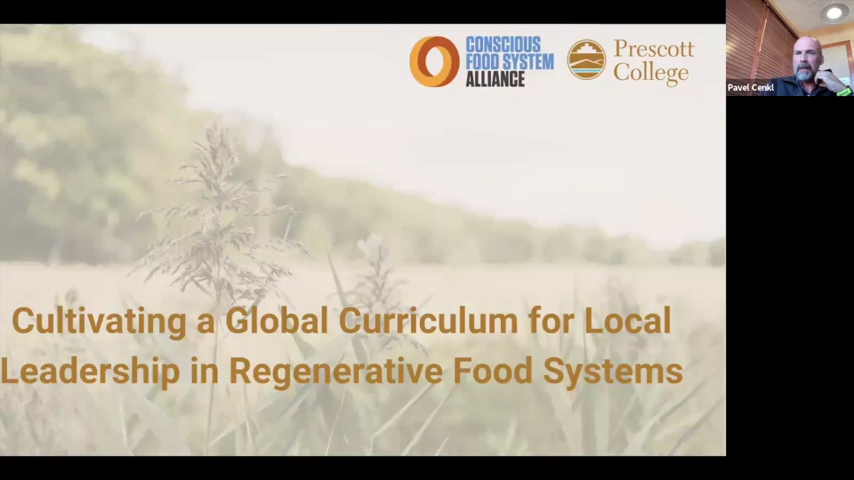 CONSCIOUS
FOOD SYSTEM
ALLIANCE
Prescott
College
Pavel Cenkl
Cultivating a Global Curriculum for Local
Leadership in Regenerative Food Systems